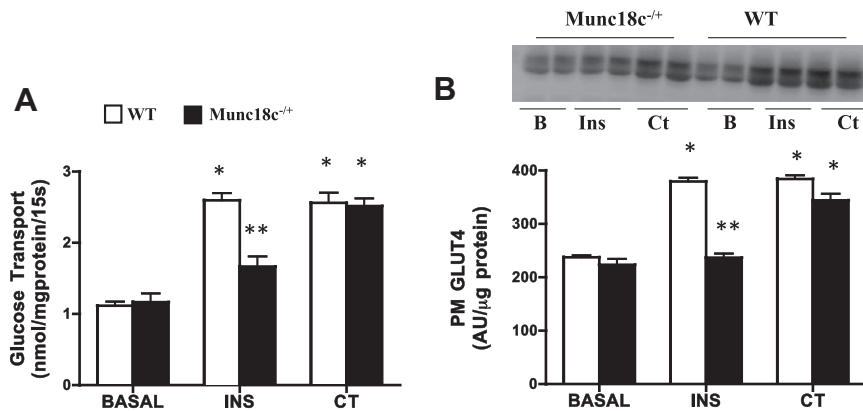 Munc18c-/+ WT
B Ins Ct B Ins Ct
A
WT Munc18c-/+
Glucose Transport
(nmol/mgprotein/15s)
3
2
1
0
* ** * *
BASAL INS CT
B
PM GLUT4
(AU/µg protein)
400
300
200
100
0
* ** * *
BASAL INS CT